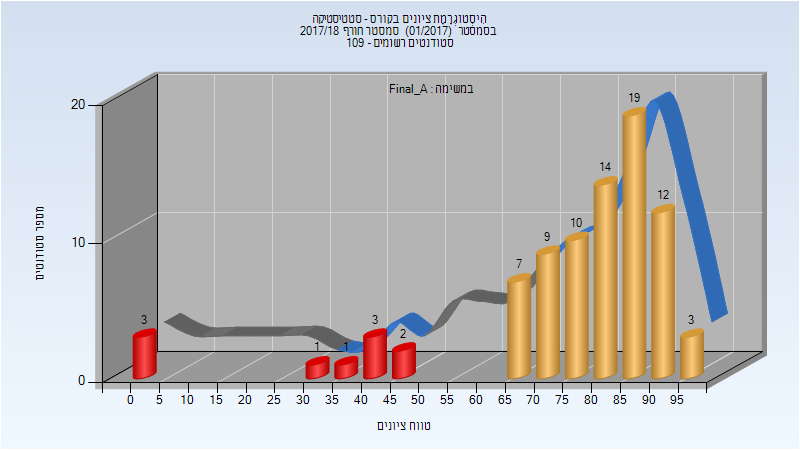 היסטוגרמת ציונים בקורס - סטטיסטיקה
בסמסטר (01/2017) סמסטר חורף 2017/18
סטודנטים רשומים - 109
במשימה : Final_A
מספר סטודנטים
20
10
0
3
1
1
3
2
7
9
10
14
19
12
3
0 5 10 15 20 25 30 35 40 45 50 55 60 65 70 75 80 85 90 95
טווח ציונים